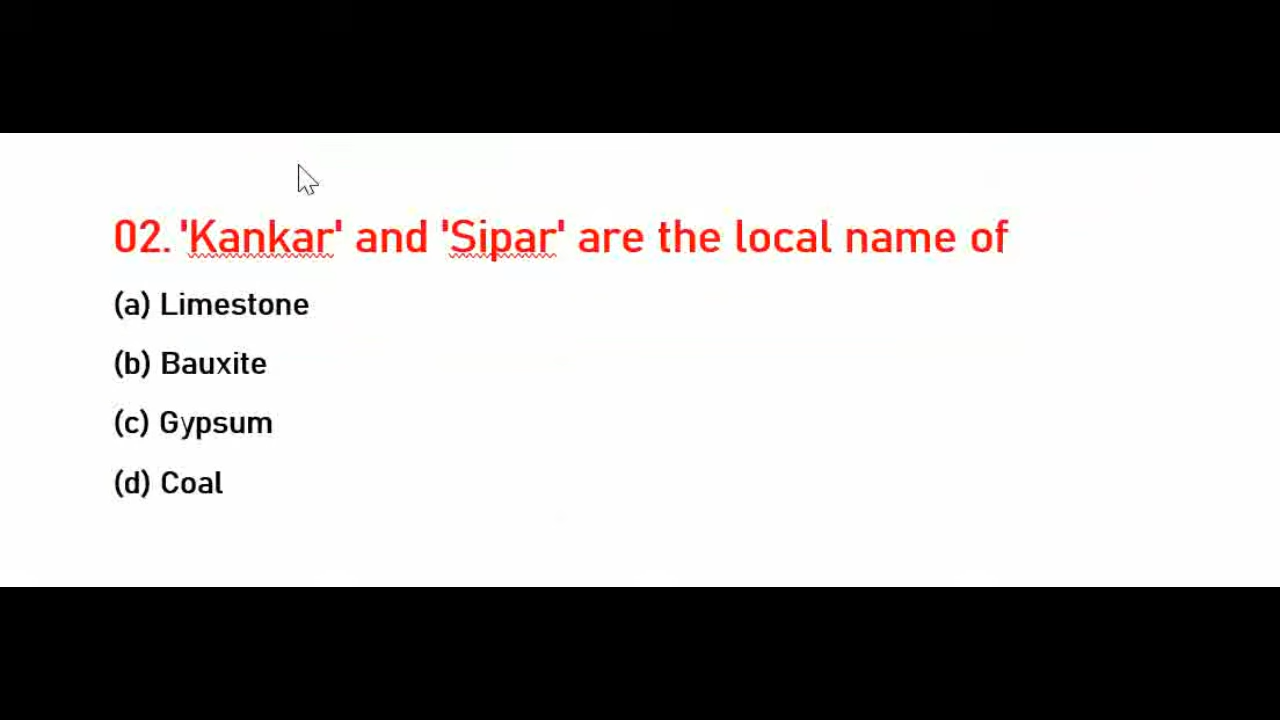 02. 'Kankar' and 'Sipar' are the local name of
(a) Limestone
(b) Bauxite
(c) Gypsum
(d) Coal